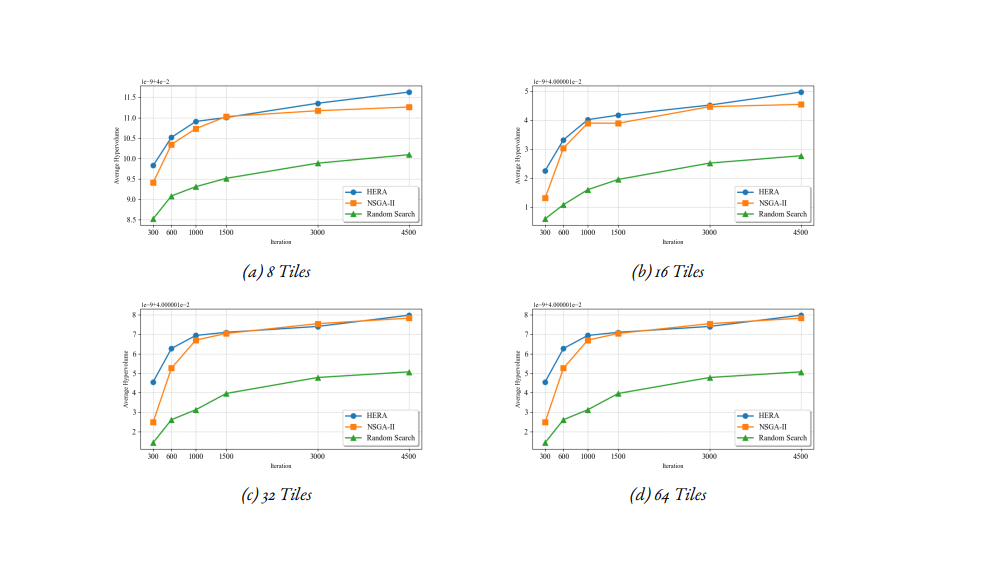 1e−9+4e−2
Average Hypervolume
11.5
11.0
10.5
10.0
9.5
9.0
8.5
HERA
NSGA-II
Random Search
300 600 1000 1500 3000 4500
Iteration
(a) 8 Tiles
1e−9+4.000001e−2
Average Hypervolume
5
4
3
2
1
HERA
NSGA-II
Random Search
300 600 1000 1500 3000 4500
Iteration
(b) 16 Tiles
1e−9+4.000001e−2
Average Hypervolume
8
7
6
5
4
3
2
HERA
NSGA-II
Random Search
300 600 1000 1500 3000 4500
Iteration
(c) 32 Tiles
1e−9+4.000001e−2
Average Hypervolume
8
7
6
5
4
3
2
HERA
NSGA-II
Random Search
300 600 1000 1500 3000 4500
Iteration
(d) 64 Tiles